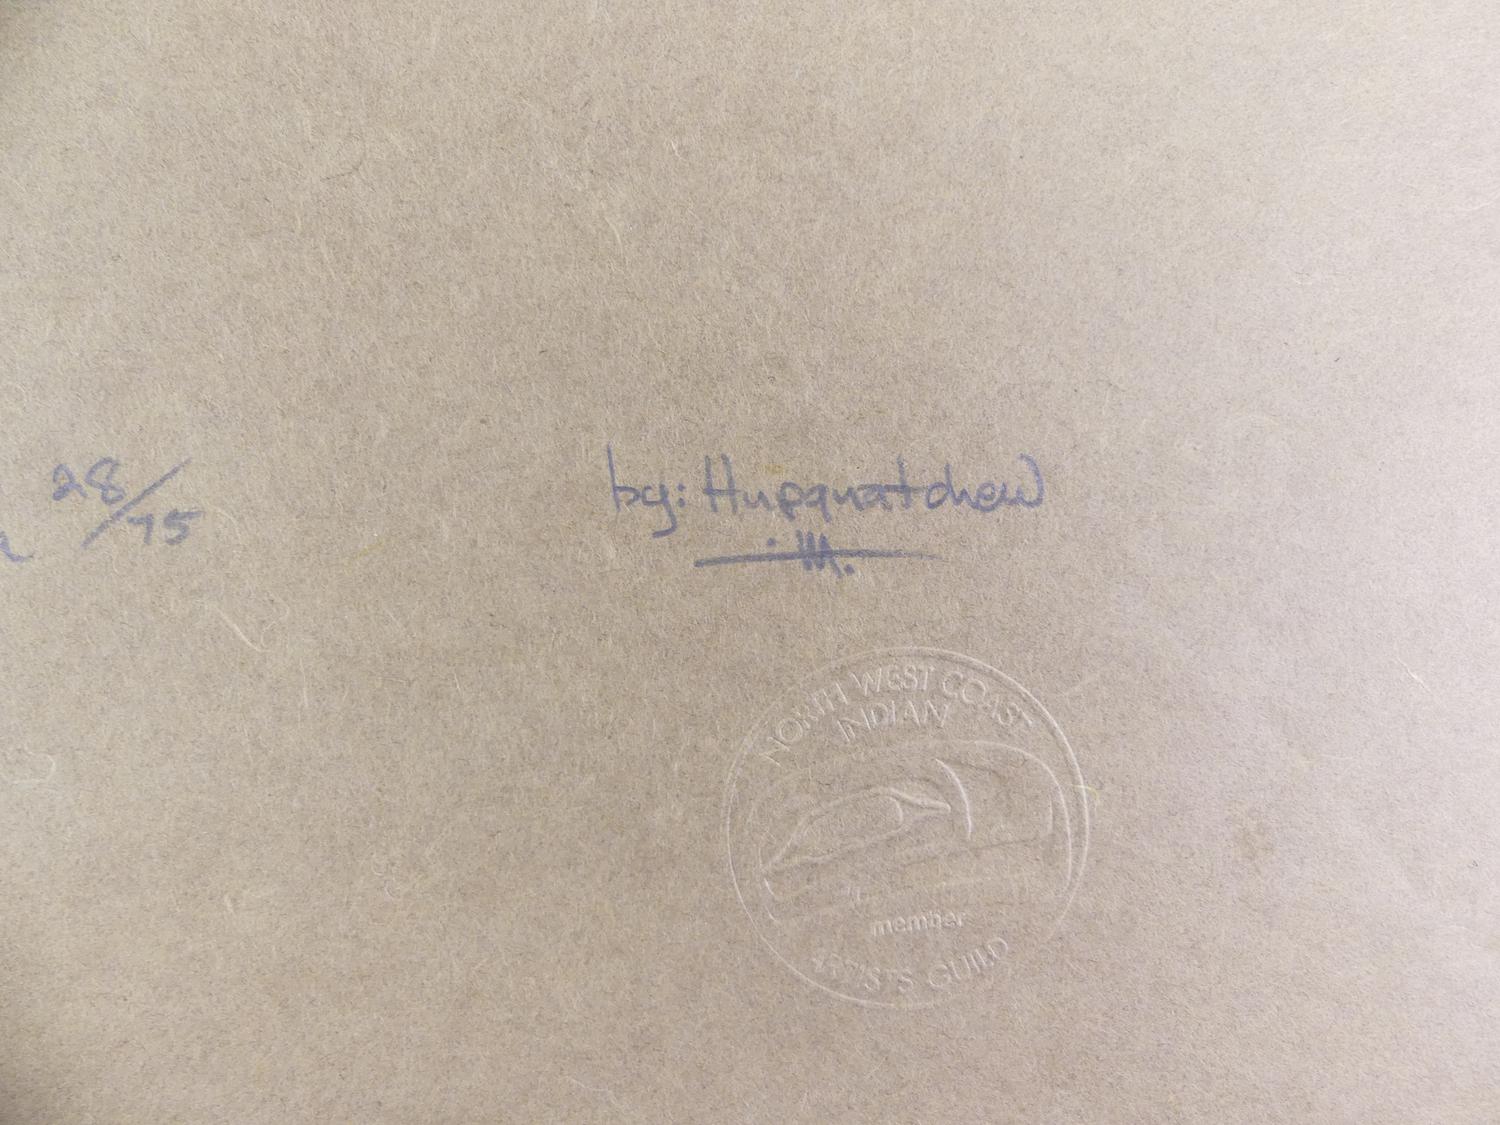 28/75
by: Hupquatchew
NORTH WEST COAST
INDIAN
member
ARTISTS GUILD